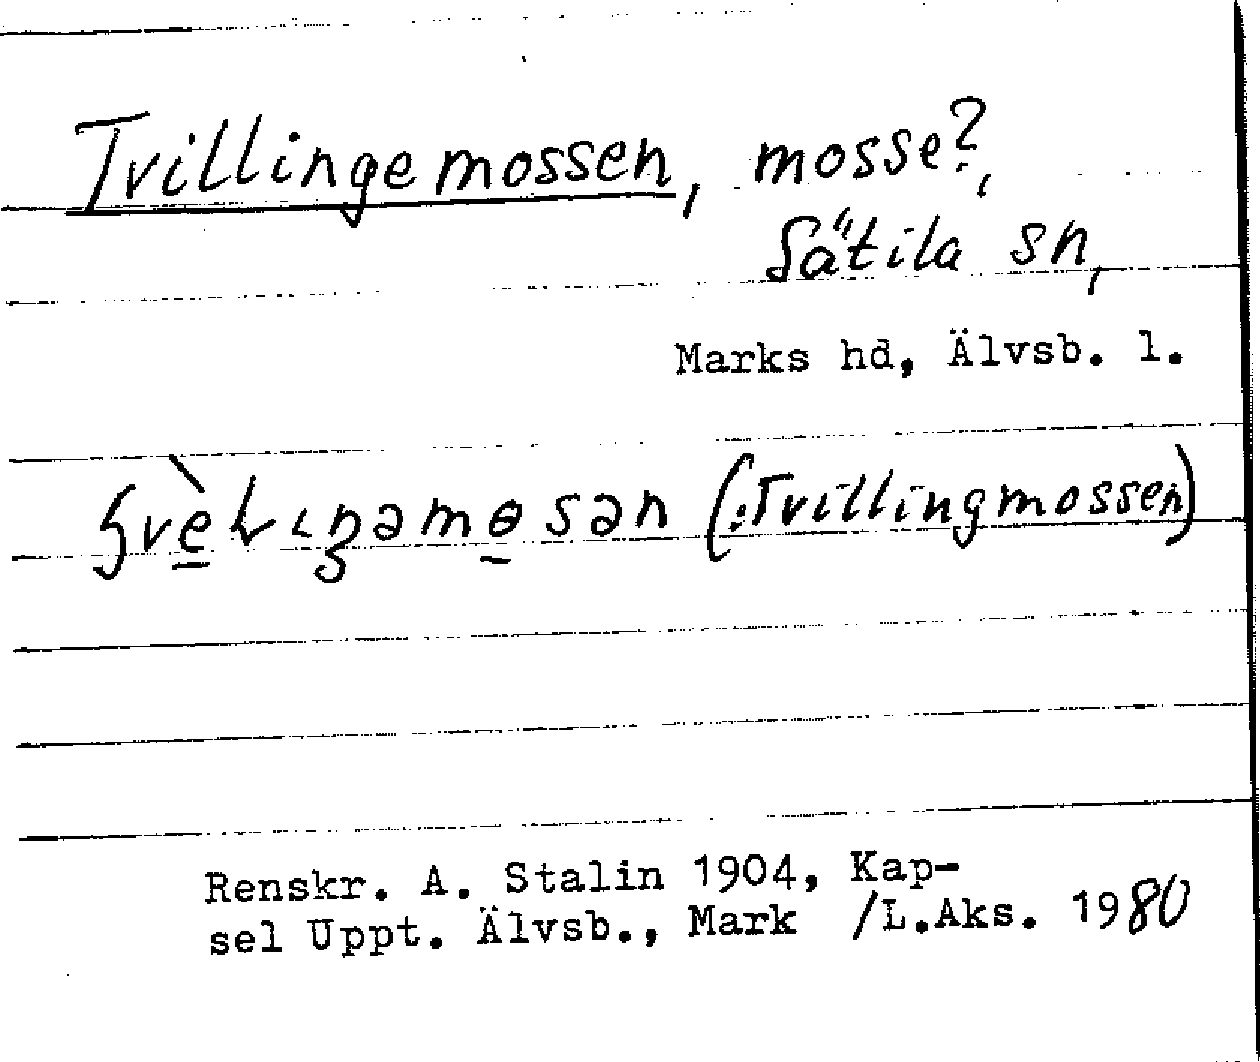 Tvillingemossen, mosse?,
Sätila sn,
Marks hd, Älvsb. l.
(:Tvillingmossen)
Renskr. A. Stalin 1904, Kap-
sel Uppt. Älvsb., Mark /L.Aks. 1980